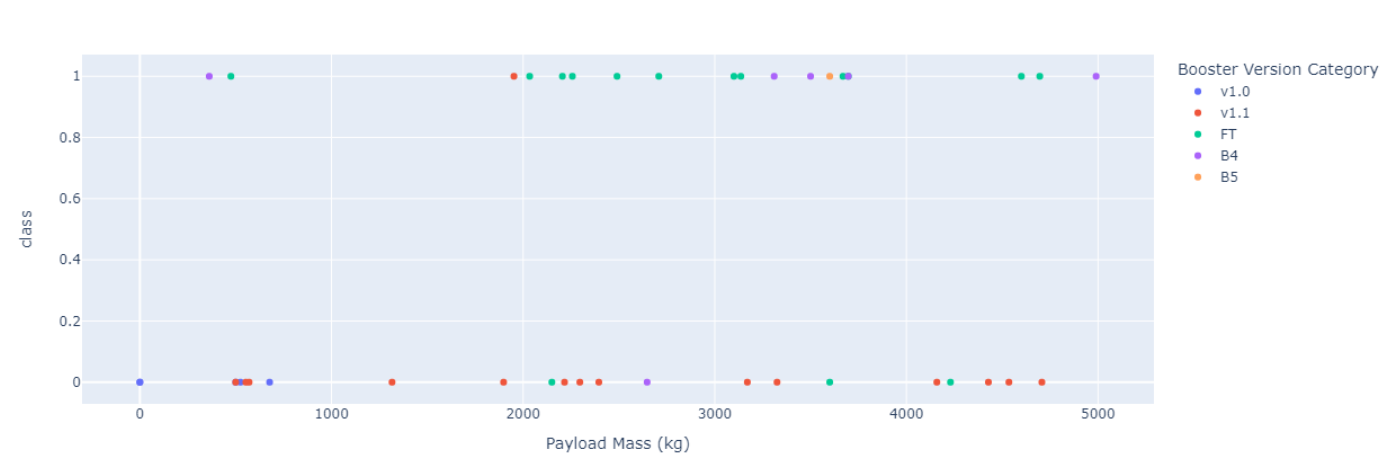 Booster Version Category
v1.0
v1.1
FT
B4
B5
class
1
0.8
0.6
0.4
0.2
0
0 1000 2000 3000 4000 5000
Payload Mass (kg)